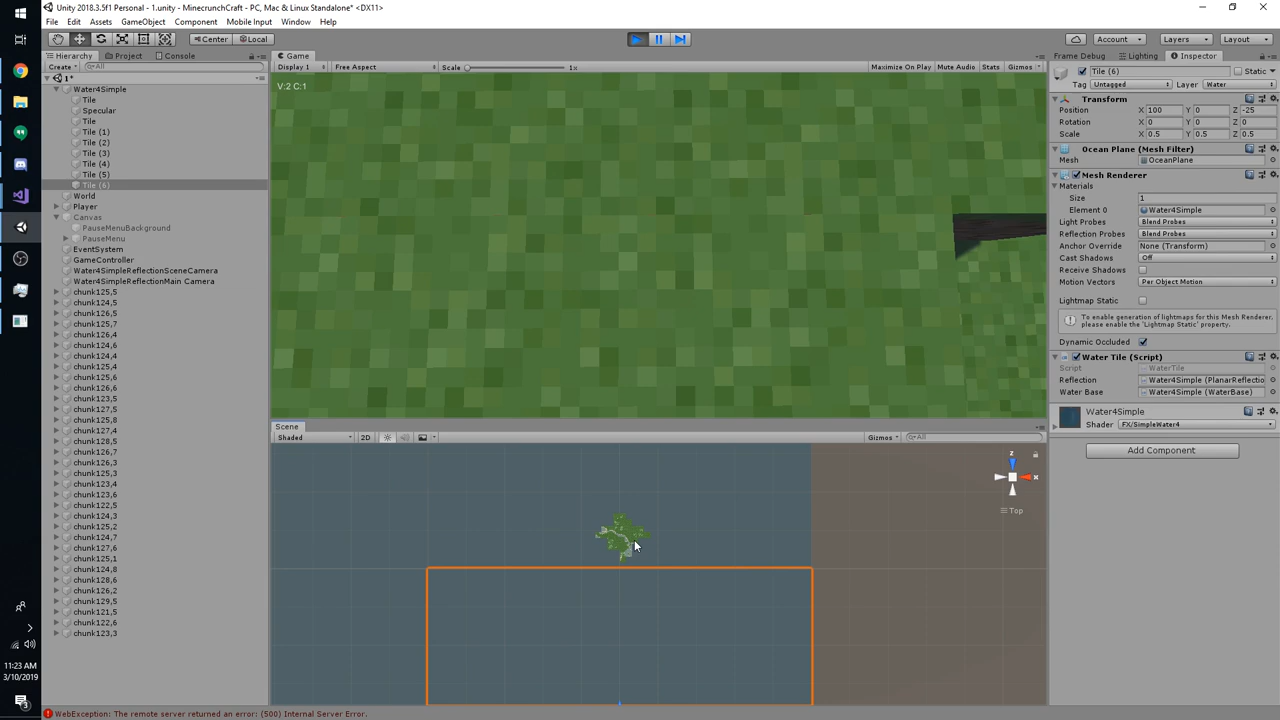 Unity 2018.3.5f1 Personal - 1.unity - MinecrunchCraft - PC, Mac & Linux Standalone* <DX11>
File Edit Assets GameObject Component Mobile Input Window Help
Center Local Account Layers Layout
Hierarchy Project Console
Create All
1*
Water4Simple
Tile
Specular
Tile
Tile (1)
Tile (2)
Tile (3)
Tile (4)
Tile (5)
Tile (6)
World
Player
Canvas
PauseMenuBackground
PauseMenu
EventSystem
GameController
Water4SimpleReflectionSceneCamera
Water4SimpleReflectionMain Camera
chunk125,5
chunk124,5
chunk126,5
chunk125,7
chunk126,4
chunk124,6
chunk124,4
chunk125,4
chunk125,6
chunk126,6
chunk123,5
chunk127,5
chunk125,8
chunk127,4
chunk128,5
chunk126,7
chunk126,3
chunk125,3
chunk123,4
chunk123,6
chunk122,5
chunk124,3
chunk125,2
chunk124,7
chunk127,6
chunk125,1
chunk124,8
chunk128,6
chunk126,2
chunk129,5
chunk121,5
chunk122,6
chunk123,3
Game
Display 1 Free Aspect Scale 1x Maximize On Play Mute Audio Stats Gizmos
V:2 C:1
Scene
Shaded 2D Gizmos All
z
x
Top
Frame Debug Lighting Inspector
Tile (6) Static
Tag Untagged Layer Water
Transform
Position X 100 Y 0 Z -25
Rotation X 0 Y 0 Z 0
Scale X 0.5 Y 0.5 Z 0.5
Ocean Plane (Mesh Filter)
Mesh OceanPlane
Mesh Renderer
Materials
Size 1
Element 0 Water4Simple
Light Probes Blend Probes
Reflection Probes Blend Probes
Anchor Override None (Transform)
Cast Shadows Off
Receive Shadows
Motion Vectors Per Object Motion
Lightmap Static
To enable generation of lightmaps for this Mesh Renderer,
please enable the 'Lightmap Static' property.
Dynamic Occluded
Water Tile (Script)
Script WaterTile
Reflection Water4Simple (PlanarReflectio
Water Base Water4Simple (WaterBase)
Water4Simple
Shader FX/SimpleWater4
Add Component
11:23 AM
3/10/2019
3
WebException: The remote server returned an error: (500) Internal Server Error.